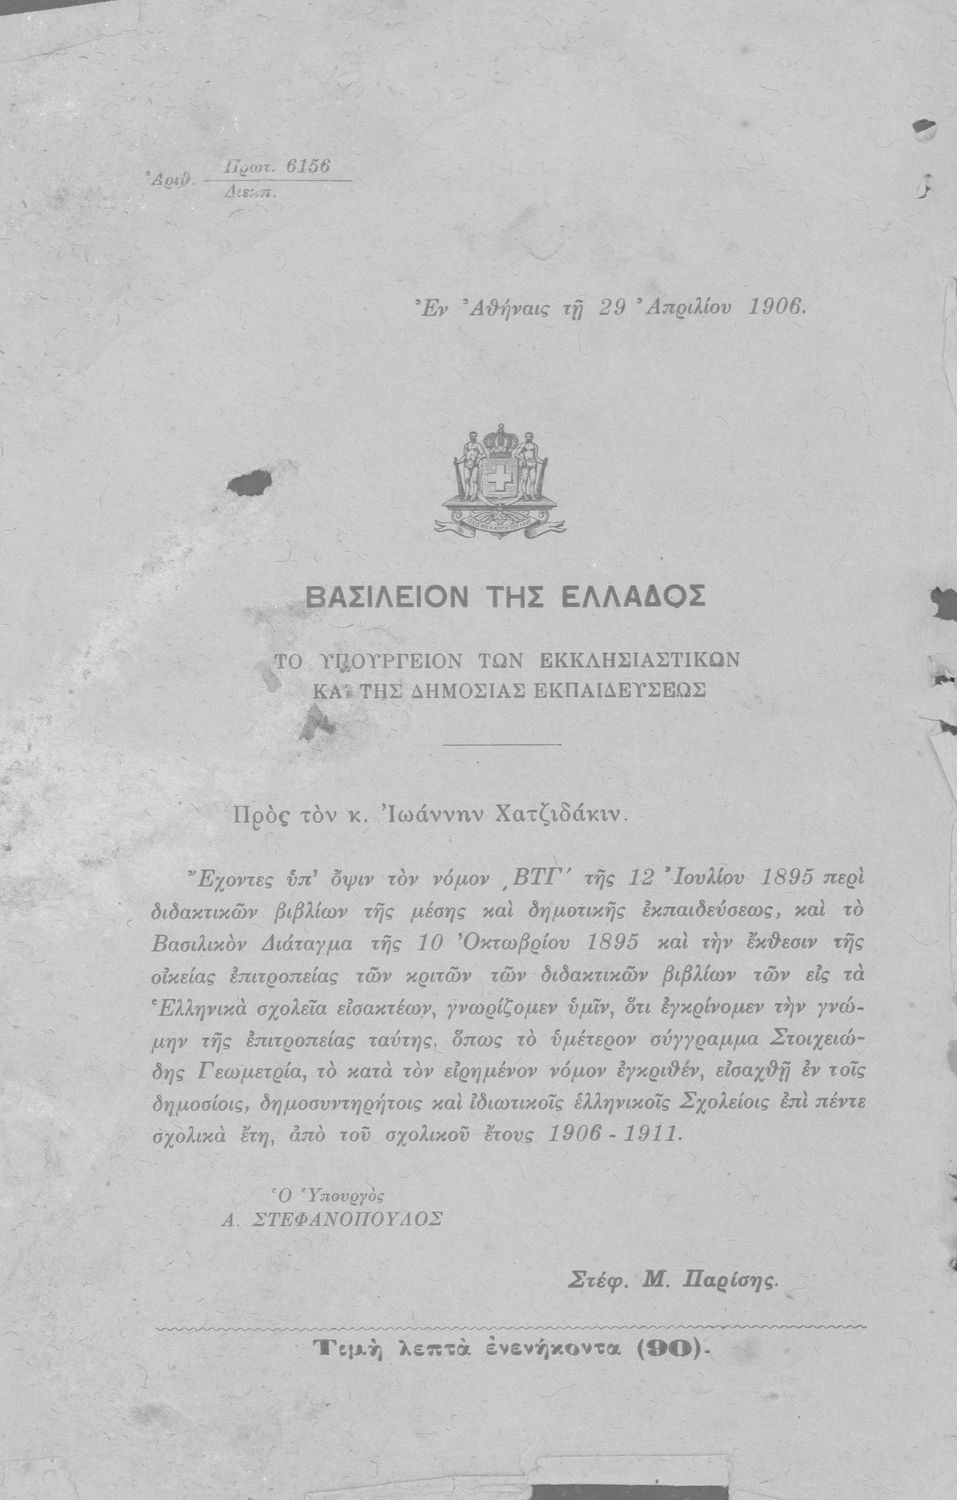 Ἀριθ. Πρωτ. 6156
Διεκπ.
Ἐν Ἀθήναις τῇ 29 Ἀπριλίου 1906.
ΒΑΣΙΛΕΙΟΝ ΤΗΣ ΕΛΛΑΔΟΣ
ΤΟ ΥΠΟΥΡΓΕΙΟΝ ΤΩΝ ΕΚΚΛΗΣΙΑΣΤΙΚΩΝ
ΚΑΙ ΤΗΣ ΔΗΜΟΣΙΑΣ ΕΚΠΑΙΔΕΥΣΕΩΣ
Πρὸς τὸν κ. Ἰωάννην Χατζιδάκιν.
Ἔχοντες ὑπ' ὄψιν τὸν νόμον ͵ΒΤΓ' τῆς 12 Ἰουλίου 1895 περὶ
διδακτικῶν βιβλίων τῆς μέσης καὶ δημοτικῆς ἐκπαιδεύσεως, καὶ τὸ
Βασιλικὸν Διάταγμα τῆς 10 Ὀκτωβρίου 1895 καὶ τὴν ἔκθεσιν τῆς
οἰκείας ἐπιτροπείας τῶν κριτῶν τῶν διδακτικῶν βιβλίων τῶν εἰς τὰ
Ἑλληνικὰ σχολεῖα εἰσακτέων, γνωρίζομεν ὑμῖν, ὅτι ἐγκρίνομεν τὴν γνώ-
μην τῆς ἐπιτροπείας ταύτης, ὅπως τὸ ὑμέτερον σύγγραμμα Στοιχειώ-
δης Γεωμετρία, τὸ κατὰ τὸν εἰρημένον νόμον ἐγκριθέν, εἰσαχθῇ ἐν τοῖς
δημοσίοις, δημοσυντηρήτοις καὶ ἰδιωτικοῖς ἑλληνικοῖς Σχολείοις ἐπὶ πέντε
σχολικὰ ἔτη, ἀπὸ τοῦ σχολικοῦ ἔτους 1906 - 1911.
Ὁ Ὑπουργὸς
Α. ΣΤΕΦΑΝΟΠΟΥΛΟΣ
Στέφ. Μ. Παρίσης.
Τιμὴ λεπτὰ ἐνενήκοντα (90).